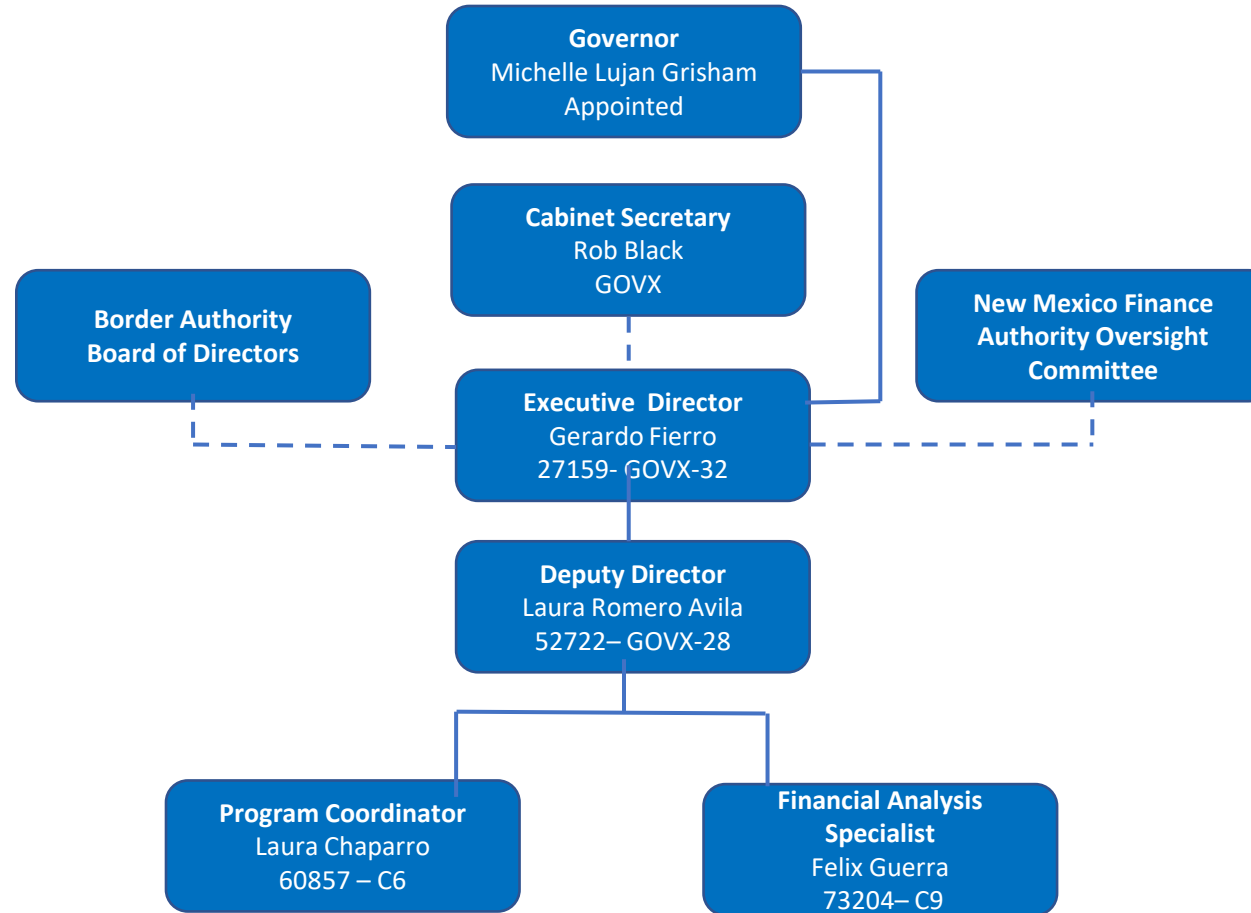 Governor
Michelle Lujan Grisham
Appointed
Cabinet Secretary
Rob Black
GOVX
Border Authority
Board of Directors
New Mexico Finance
Authority Oversight
Committee
Executive Director
Gerardo Fierro
27159- GOVX-32
Deputy Director
Laura Romero Avila
52722– GOVX-28
Program Coordinator
Laura Chaparro
60857 – C6
Financial Analysis
Specialist
Felix Guerra
73204– C9